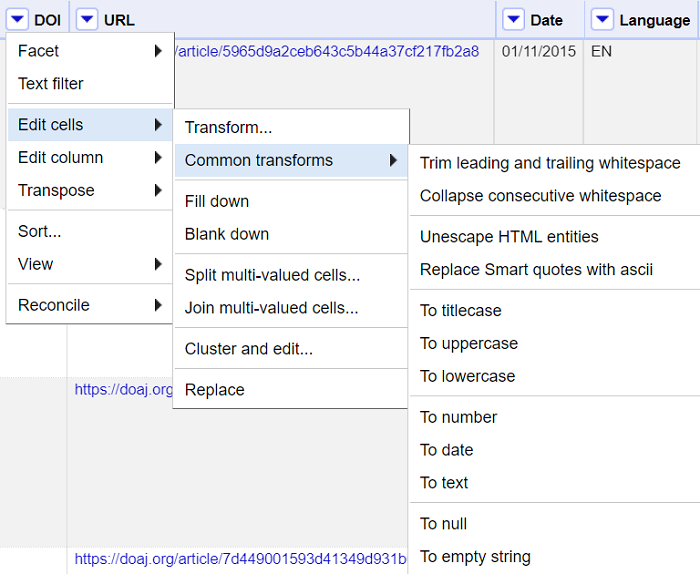 DOI URL Date Language
/article/5965d9a2ceb643c5b44a37cf217fb2a8 01/11/2015 EN
Facet
Text filter
Edit cells
Edit column
Transpose
Sort...
View
Reconcile
Transform...
Common transforms
Fill down
Blank down
Split multi-valued cells...
Join multi-valued cells...
Cluster and edit...
Replace
Trim leading and trailing whitespace
Collapse consecutive whitespace
Unescape HTML entities
Replace Smart quotes with ascii
To titlecase
To uppercase
To lowercase
To number
To date
To text
To null
To empty string
https://doaj.org
https://doaj.org/article/7d449001593d41349d931b